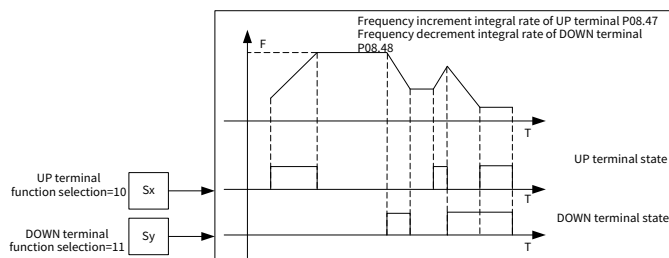 Frequency increment integral rate of UP terminal P08.47
Frequency decrement integral rate of DOWN terminal
P08.48
F
T
UP terminal
function selection=10
Sx
UP terminal state
T
DOWN terminal
function selection=11
Sy
DOWN terminal state
T